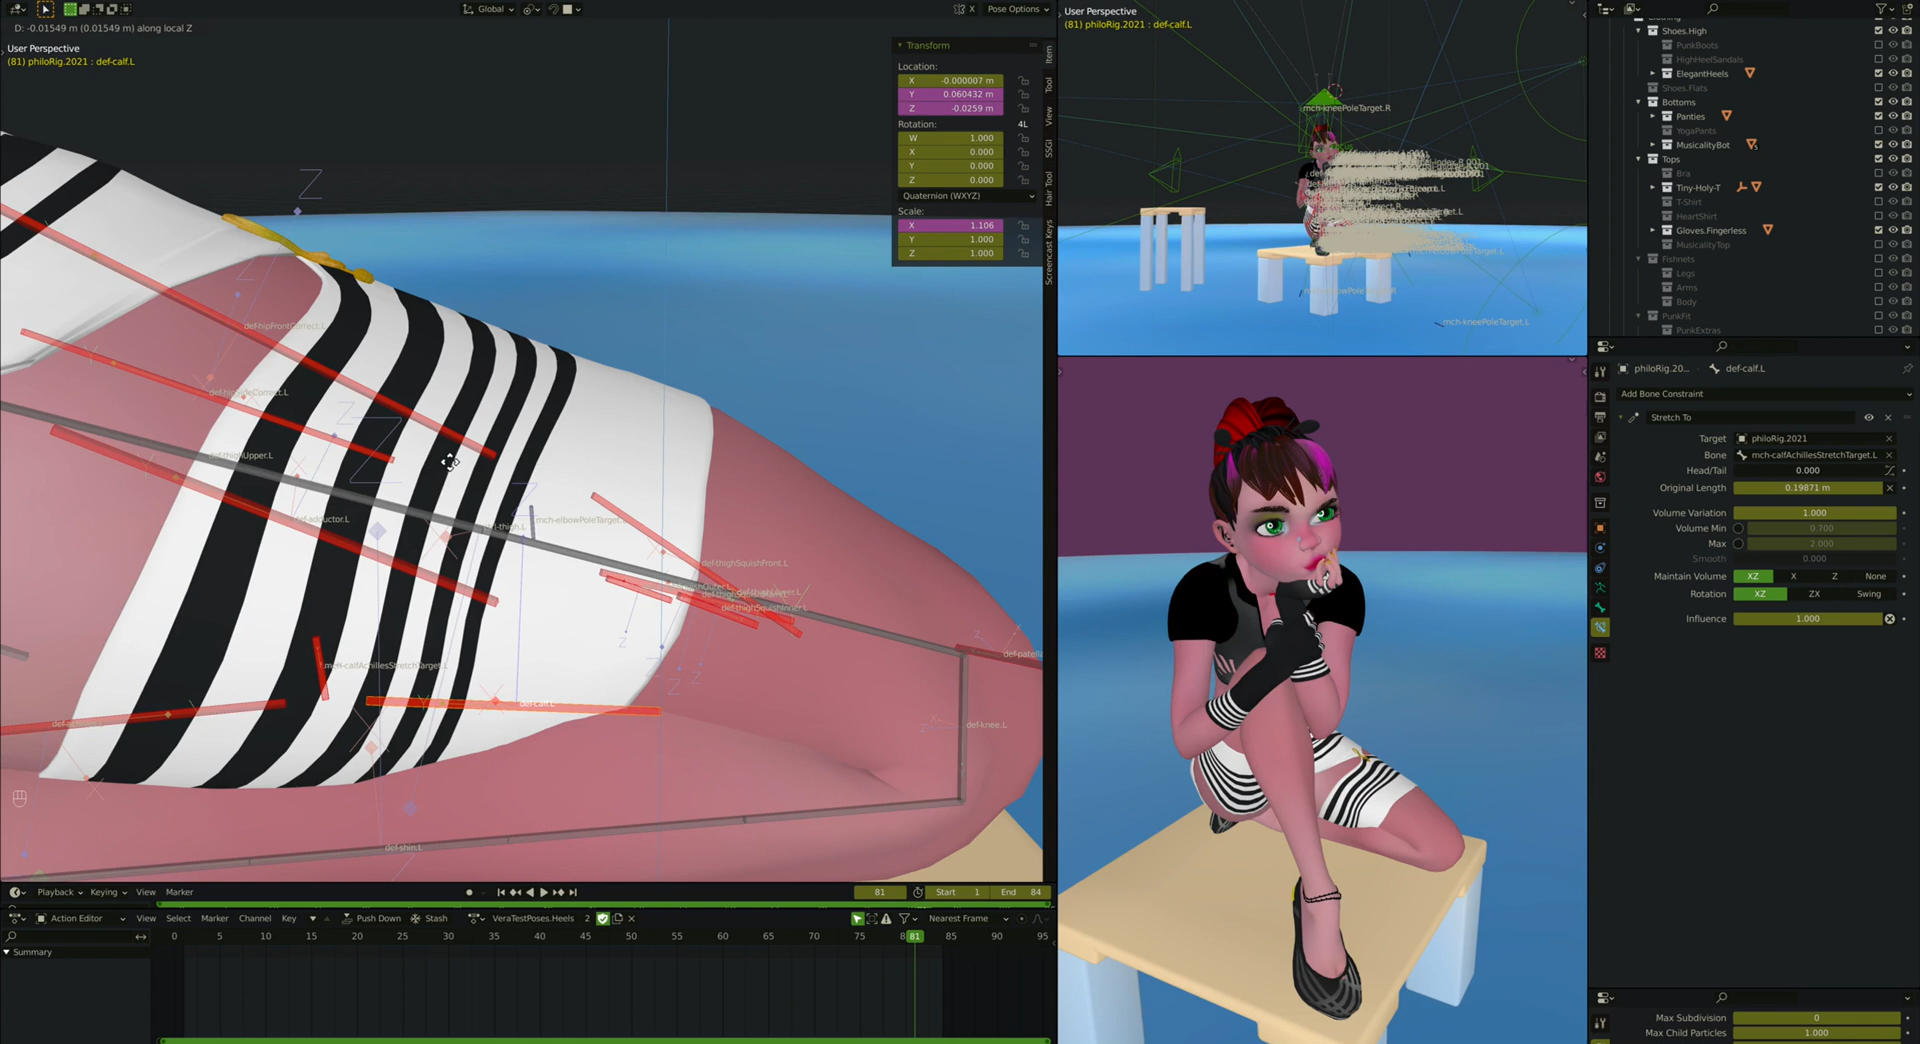 Global
X
Pose Options
D: -0.01549 m (0.01549 m) along local Z
User Perspective
(81) philoRig.2021 : def-calf.L
Transform
Location:
X -0.000007 m
Y 0.060432 m
Z -0.0259 m
Rotation: 4L
W 1.000
X 0.000
Y 0.000
Z 0.000
Quaternion (WXYZ)
Scale:
X 1.106
Y 1.000
Z 1.000
Item
Tool
View
SSGI
Hair Tool
Screencast Keys
def-hipFrontCorrect.L
def-thighUpper.L
def-adductor.L
mch-elbowPoleTarget.
def-thighSquishFront.L
def-thighSquishInner.L
mch-calfAchillesStretchTarget.L
def-calf.L
def-patella
def-knee.L
def-shin.L
User Perspective
(81) philoRig.2021 : def-calf.L
mch-kneePoleTarget.R
mch-kneePoleTarget.L
Shoes.High
PunkBoots
HighHeelSandals
ElegantHeels
Shoes.Flats
Bottoms
Panties
YogaPants
MusicalityBot
Tops
Bra
Tiny-Holy-T
T-Shirt
HeartShirt
Gloves.Fingerless
MusicalityTop
Fishnets
Legs
Arms
Body
PunkFit
PunkExtras
philoRig.20...
def-calf.L
Add Bone Constraint
Stretch To
Target philoRig.2021
Bone mch-calfAchillesStretchTarget.L
Head/Tail 0.000
Original Length 0.19871 m
Volume Variation 1.000
Volume Min 0.700
Max 2.000
Smooth 0.000
Maintain Volume XZ X Z None
Rotation XZ ZX Swing
Influence 1.000
Max Subdivision 0
Max Child Particles 1.000
Playback Keying View Marker
81 Start 1 End 84
Action Editor View Select Marker Channel Key Push Down Stash VeraTestPoses.Heels 2 Nearest Frame
0 5 10 15 20 25 30 35 40 45 50 55 60 65 70 75 81 85 90 95
Summary